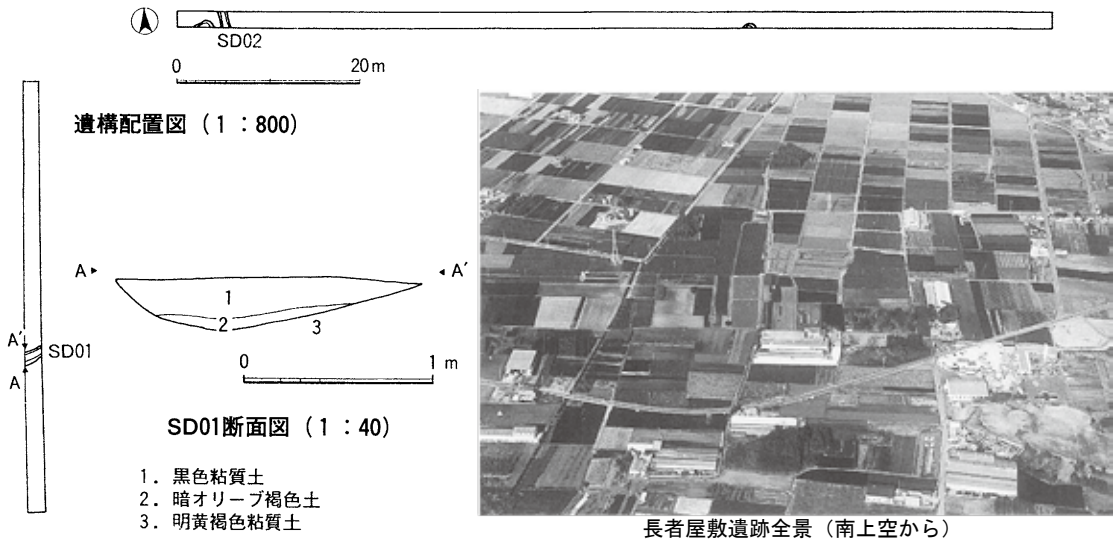 SD02
0 20m
遺構配置図（1：800）
A A′
1
2 3
A′
SD01
A
0 1m
SD01断面図（1：40）
1．黒色粘質土
2．暗オリーブ褐色土
3．明黄褐色粘質土
長者屋敷遺跡全景（南上空から）